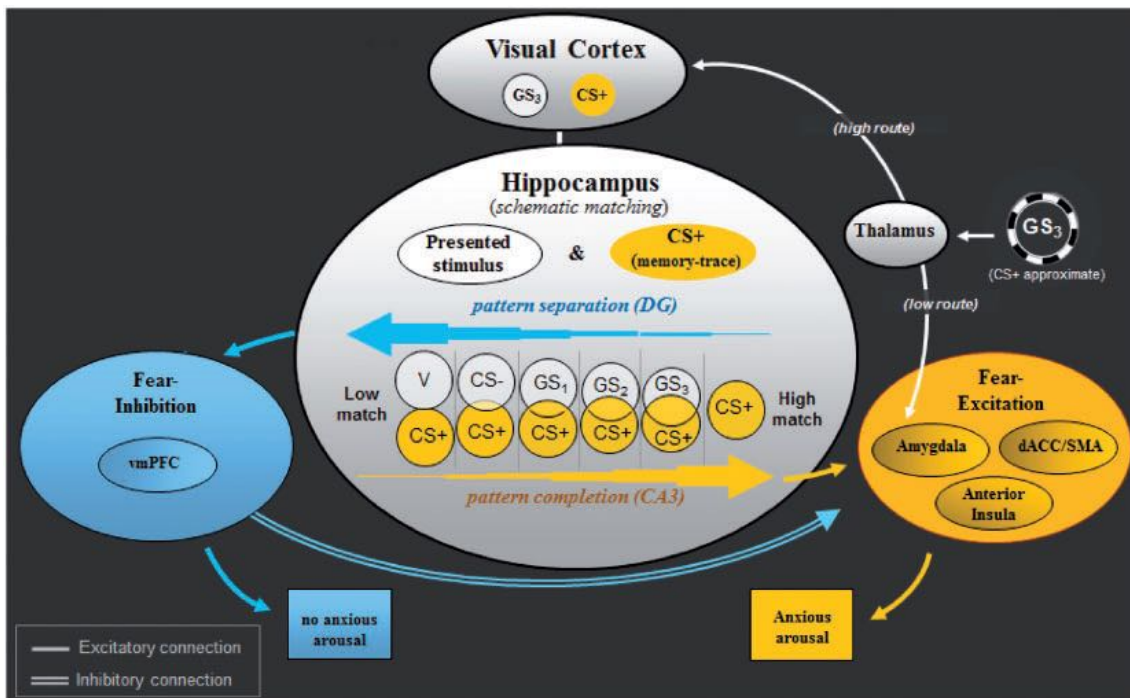 Visual Cortex
GS₃ CS+
(high route)
Hippocampus
(schematic matching)
Presented
stimulus
&
CS+
(memory-trace)
Thalamus
GS₃
(CS+ approximate)
(low route)
pattern separation (DG)
Fear-
Inhibition
vmPFC
Low
match
V CS- GS₁ GS₂ GS₃
CS+ CS+ CS+ CS+ CS+ CS+
High
match
pattern completion (CA3)
Fear-
Excitation
Amygdala
dACC/SMA
Anterior
Insula
no anxious
arousal
Anxious
arousal
Excitatory connection
Inhibitory connection